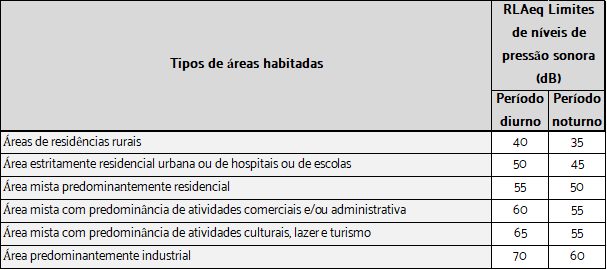 Tipos de áreas habitadas
RLAeq Limites
de níveis de
pressão sonora
(dB)
Período
diurno
Período
noturno
Áreas de residências rurais 40 35
Área estritamente residencial urbana ou de hospitais ou de escolas 50 45
Área mista predominantemente residencial 55 50
Área mista com predominância de atividades comerciais e/ou administrativa 60 55
Área mista com predominância de atividades culturais, lazer e turismo 65 55
Área predominantemente industrial 70 60